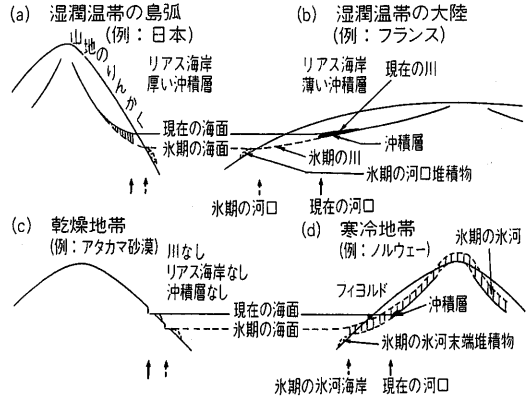 (a) 湿潤温帯の島弧
(例：日本)
山地のりんかく
リアス海岸
厚い沖積層
(b) 湿潤温帯の大陸
(例：フランス)
リアス海岸
薄い沖積層
現在の川
現在の海面
氷期の海面
沖積層
氷期の川
氷期の河口堆積物
氷期の河口
現在の河口
(c) 乾燥地帯
(例：アタカマ砂漠)
川なし
リアス海岸なし
沖積層なし
現在の海面
氷期の海面
(d) 寒冷地帯
(例：ノルウェー)
氷期の氷河
フィヨルド
沖積層
氷期の氷河末端堆積物
氷期の氷河海岸
現在の河口